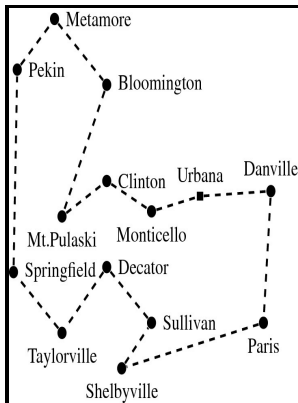 Metamore
Pekin
Bloomington
Clinton
Urbana
Danville
Mt.Pulaski
Monticello
Springfield
Decator
Sullivan
Taylorville
Paris
Shelbyville